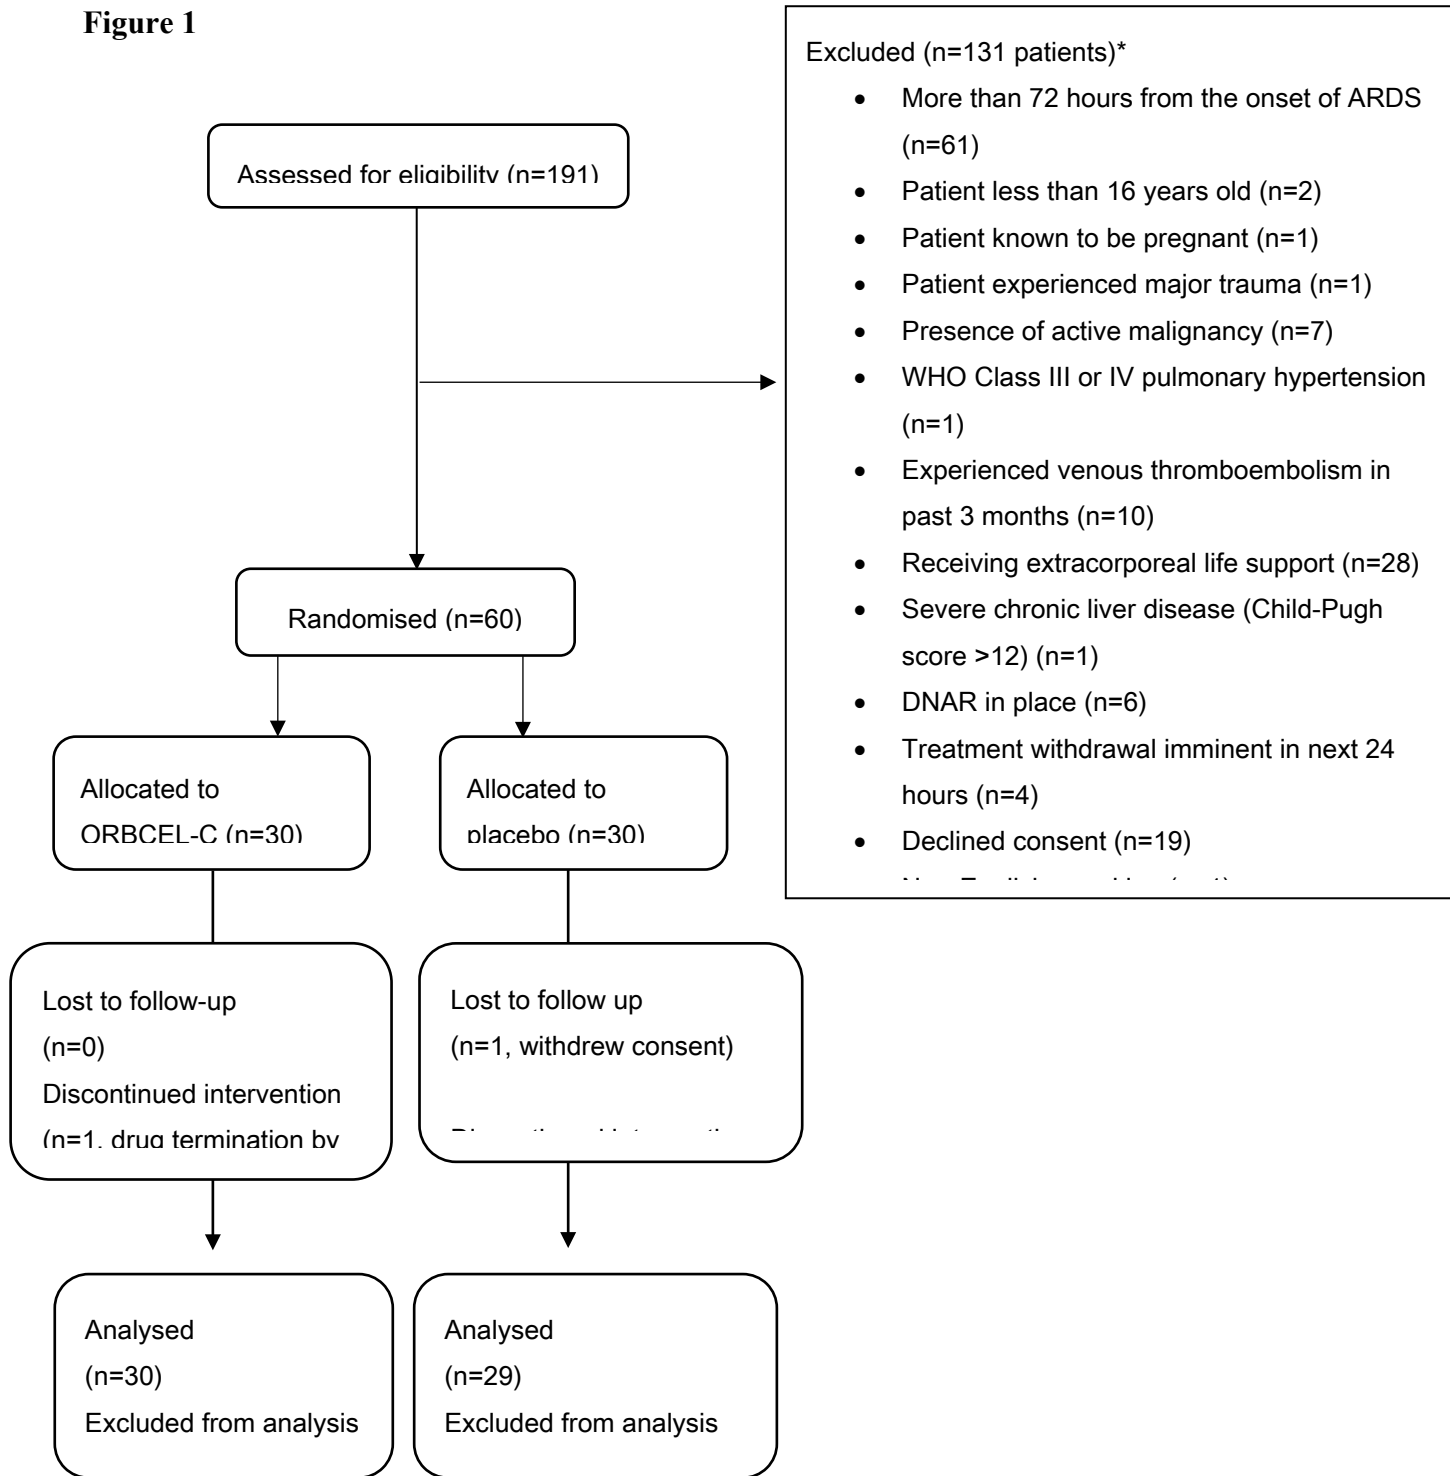 Figure 1
Assessed for eligibility (n=191)
Excluded (n=131 patients)*
• More than 72 hours from the onset of ARDS
(n=61)
• Patient less than 16 years old (n=2)
• Patient known to be pregnant (n=1)
• Patient experienced major trauma (n=1)
• Presence of active malignancy (n=7)
• WHO Class III or IV pulmonary hypertension
(n=1)
• Experienced venous thromboembolism in
past 3 months (n=10)
• Receiving extracorporeal life support (n=28)
• Severe chronic liver disease (Child-Pugh
score >12) (n=1)
• DNAR in place (n=6)
• Treatment withdrawal imminent in next 24
hours (n=4)
• Declined consent (n=19)
Randomised (n=60)
Allocated to
ORBCEL-C (n=30)
Allocated to
placebo (n=30)
Lost to follow-up
(n=0)
Discontinued intervention
(n=1, drug termination by
Lost to follow up
(n=1, withdrew consent)
Analysed
(n=30)
Excluded from analysis
Analysed
(n=29)
Excluded from analysis